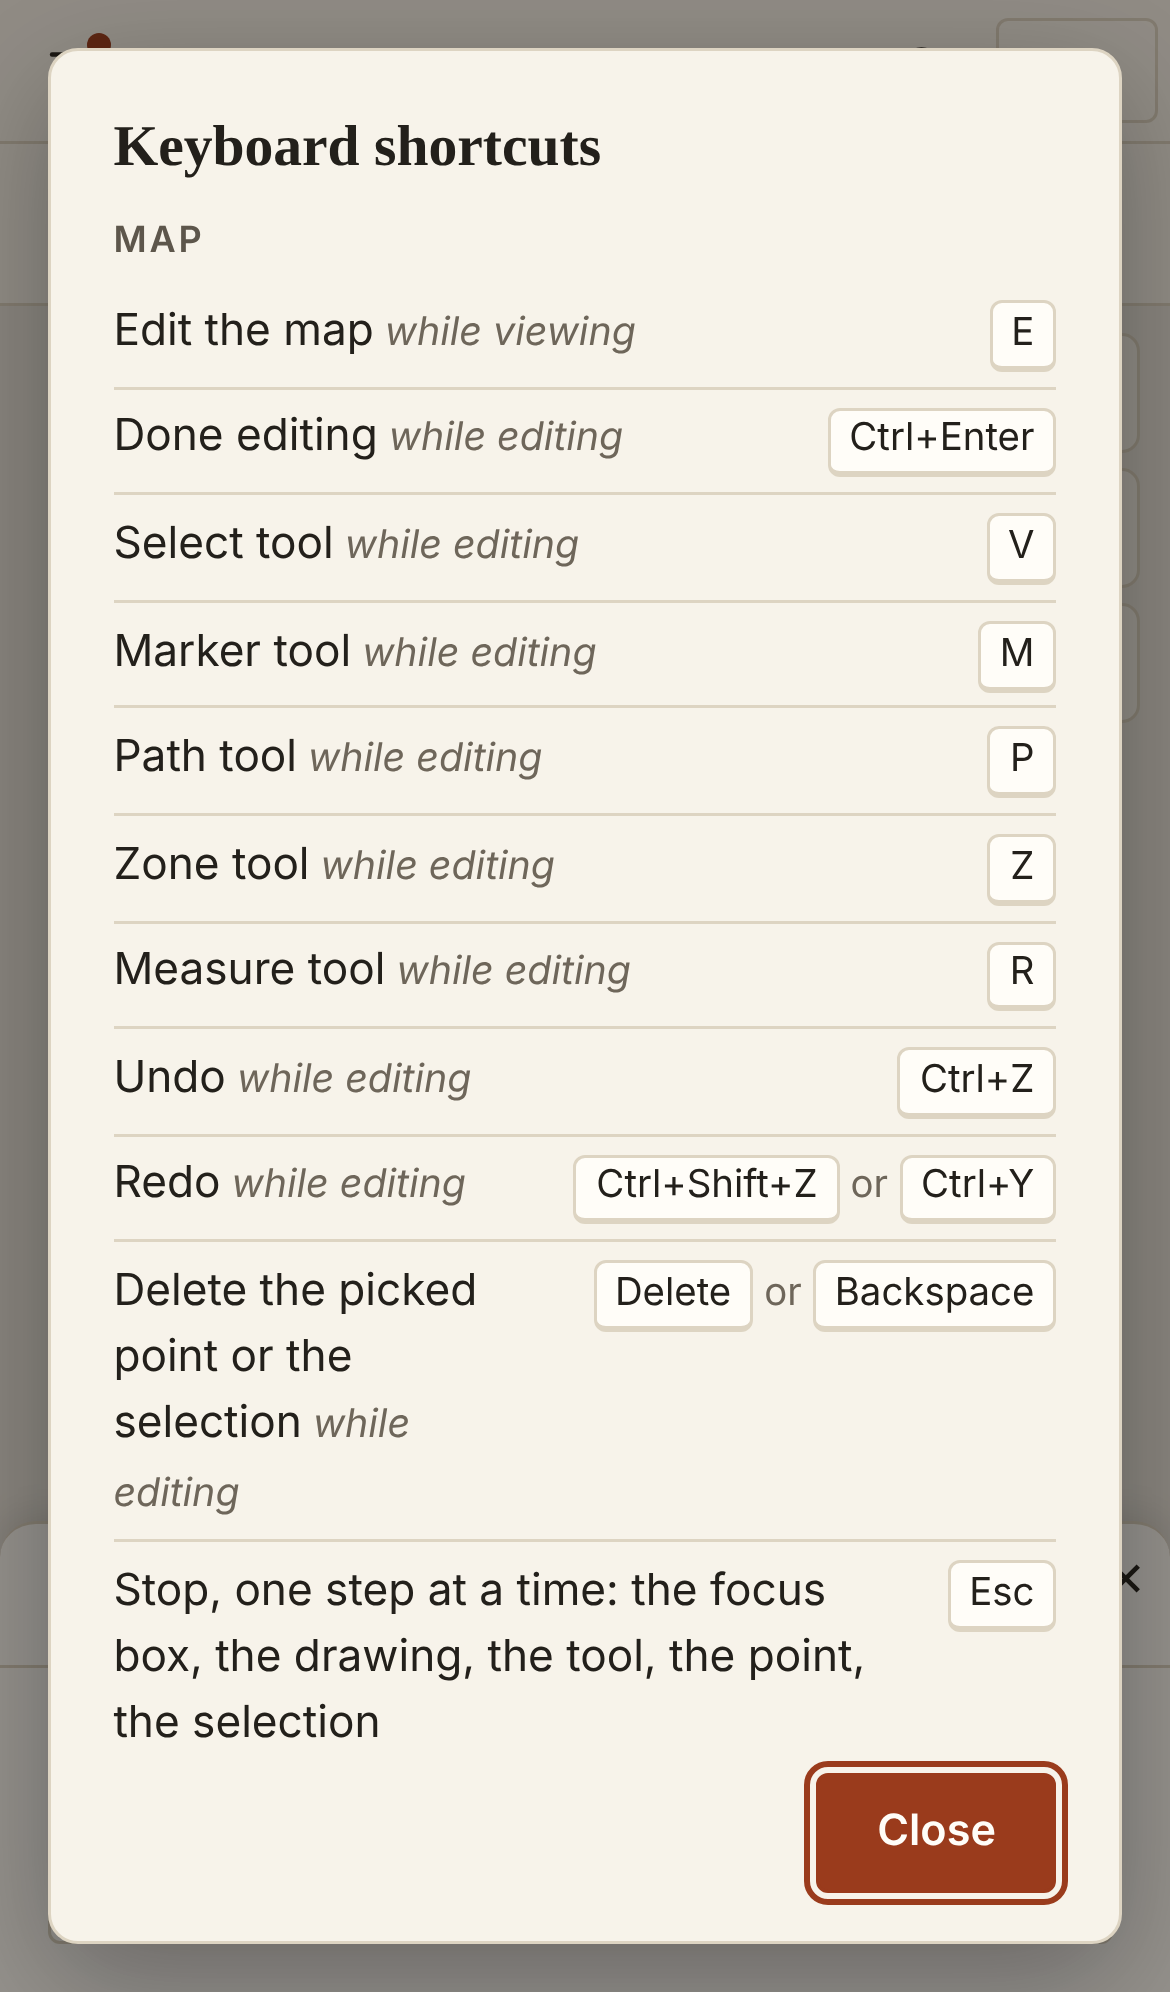 Keyboard shortcuts
MAP
Edit the map while viewing E
Done editing while editing Ctrl+Enter
Select tool while editing V
Marker tool while editing M
Path tool while editing P
Zone tool while editing Z
Measure tool while editing R
Undo while editing Ctrl+Z
Redo while editing Ctrl+Shift+Z or Ctrl+Y
Delete the picked Delete or Backspace
point or the
selection while
editing
Stop, one step at a time: the focus Esc
box, the drawing, the tool, the point,
the selection
Close